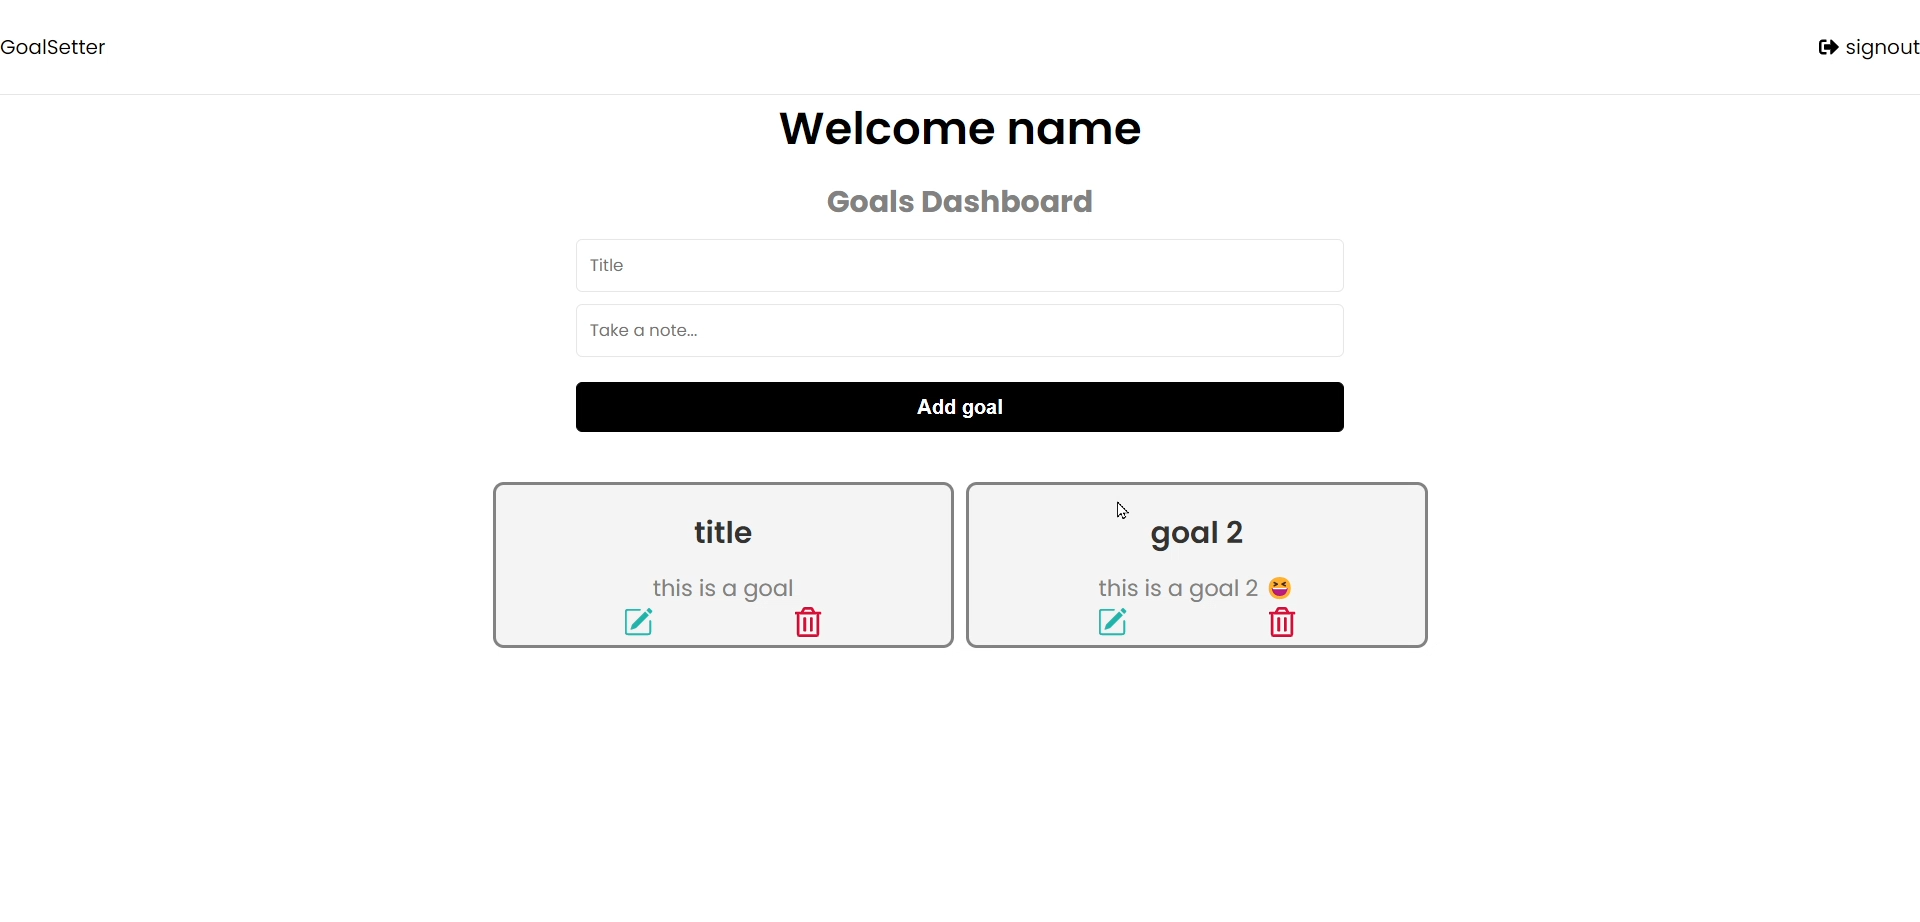 GoalSetter
signout
Welcome name
Goals Dashboard
Title
Take a note...
Add goal
title
this is a goal
goal 2
this is a goal 2 😆